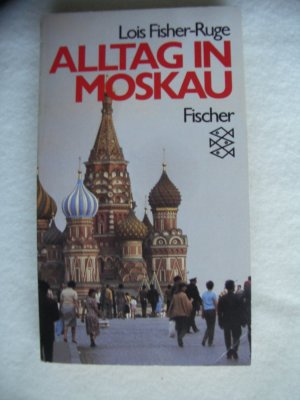 Lois Fisher-Ruge
ALLTAG IN
MOSKAU
Fischer